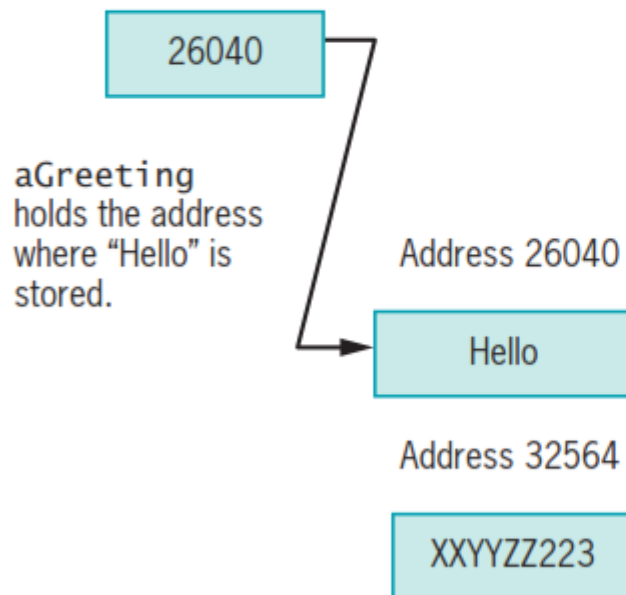 26040
aGreeting
holds the address
where “Hello” is
stored.
Address 26040
Hello
Address 32564
XXYYZZ223